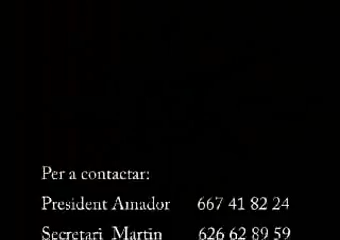 Per a contactar:
President Amador 667 41 82 24
Secretari Martin 626 62 89 59